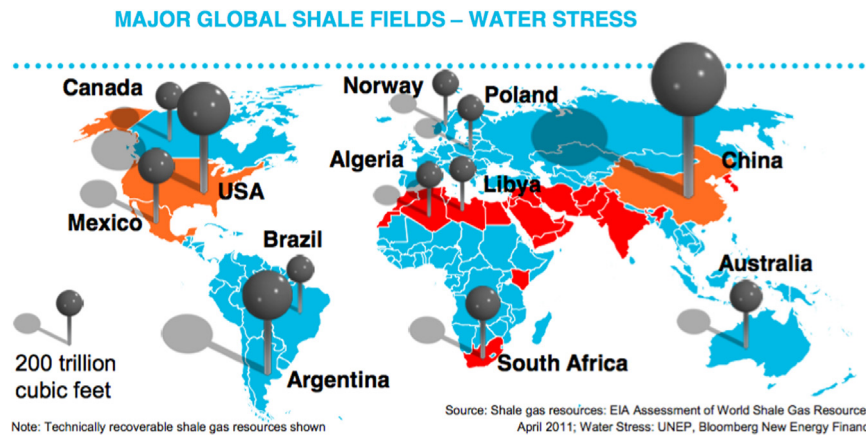 MAJOR GLOBAL SHALE FIELDS – WATER STRESS
Canada
Norway
Poland
China
Algeria
Libya
USA
Mexico
Brazil
Australia
200 trillion
cubic feet
Argentina
South Africa
Note: Technically recoverable shale gas resources shown
Source: Shale gas resources: EIA Assessment of World Shale Gas Resource
April 2011; Water Stress: UNEP, Bloomberg New Energy Finan